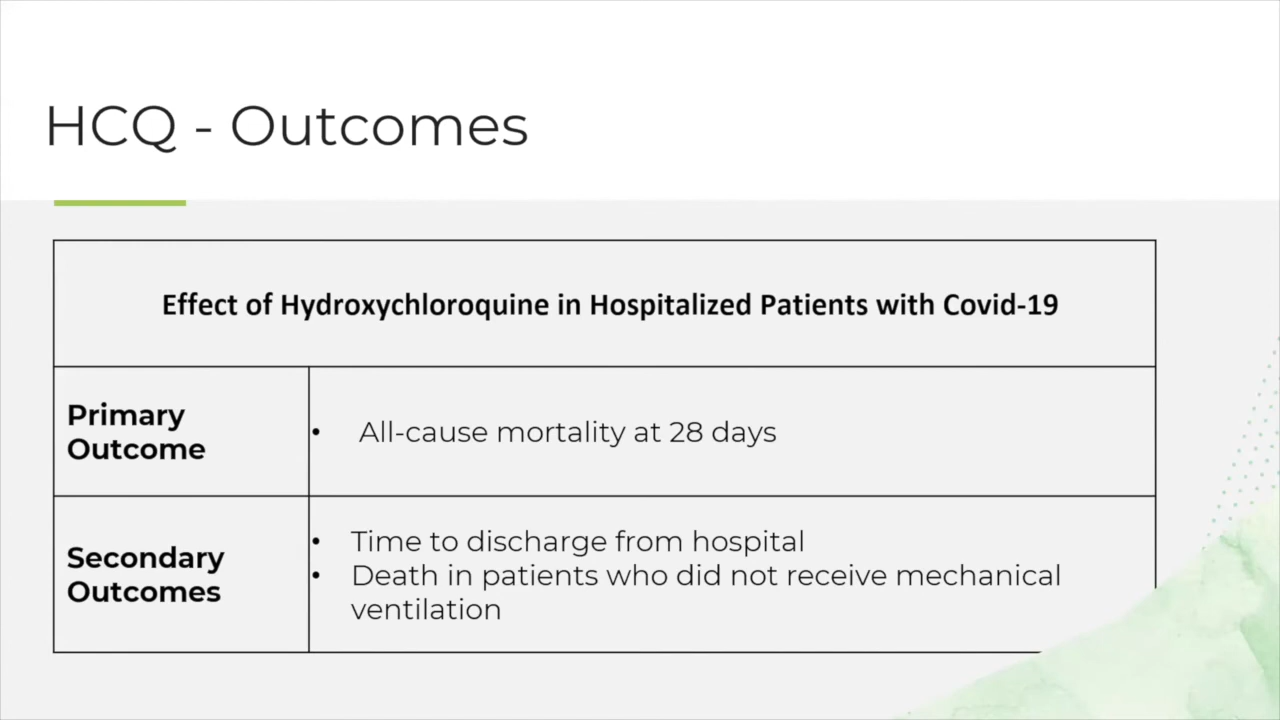 HCQ - Outcomes
Effect of Hydroxychloroquine in Hospitalized Patients with Covid-19
Primary
Outcome
• All-cause mortality at 28 days
Secondary
Outcomes
• Time to discharge from hospital
• Death in patients who did not receive mechanical
ventilation